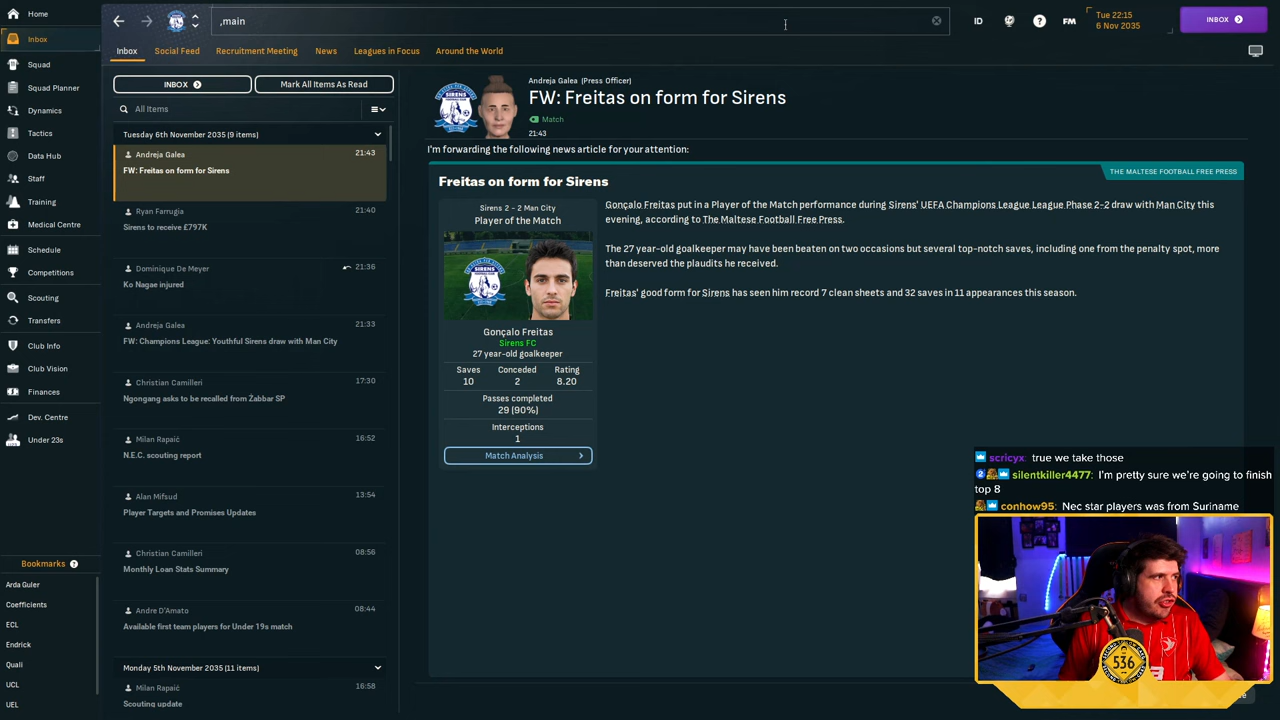 Home
,main
ID
FM
Tue 22:15
6 Nov 2035
INBOX
Inbox
Squad
Squad Planner
Dynamics
Tactics
Data Hub
Staff
Training
Medical Centre
Schedule
Competitions
Scouting
Transfers
Club Info
Club Vision
Finances
Dev. Centre
Under 23s
Bookmarks ?
Arda Guler
Coefficients
ECL
Endrick
Quali
UCL
UEL
Inbox
Social Feed
Recruitment Meeting
News
Leagues in Focus
Around the World
INBOX
Mark All Items As Read
All Items
Tuesday 6th November 2035 (9 items)
Andreja Galea 21:43
FW: Freitas on form for Sirens
Ryan Farrugia 21:40
Sirens to receive £797K
Dominique De Meyer 21:36
Ko Nagae injured
Andreja Galea 21:33
FW: Champions League: Youthful Sirens draw with Man City
Christian Camilleri 17:30
Ngongang asks to be recalled from Żabbar SP
Milan Rapaić 16:52
N.E.C. scouting report
Alan Mifsud 13:54
Player Targets and Promises Updates
Christian Camilleri 08:56
Monthly Loan Stats Summary
Andre D'Amato 08:44
Available first team players for Under 19s match
Monday 5th November 2035 (11 items)
Milan Rapaić 16:58
Scouting update
SIRENS
Andreja Galea (Press Officer)
FW: Freitas on form for Sirens
Match
21:43
I'm forwarding the following news article for your attention:
THE MALTESE FOOTBALL FREE PRESS
Freitas on form for Sirens
Sirens 2 - 2 Man City
Player of the Match
Gonçalo Freitas
Sirens FC
27 year-old goalkeeper
Saves Conceded Rating
10 2 8.20
Passes completed
29 (90%)
Interceptions
1
Match Analysis
Gonçalo Freitas put in a Player of the Match performance during Sirens' UEFA Champions League League Phase 2-2 draw with Man City this
evening, according to The Maltese Football Free Press.
The 27 year-old goalkeeper may have been beaten on two occasions but several top-notch saves, including one from the penalty spot, more
than deserved the plaudits he received.
Freitas' good form for Sirens has seen him record 7 clean sheets and 32 saves in 11 appearances this season.
scricyx: true we take those
silentkiller4477: I'm pretty sure we're going to finish
top 8
conhow95: Nec star players was from Suriname
536